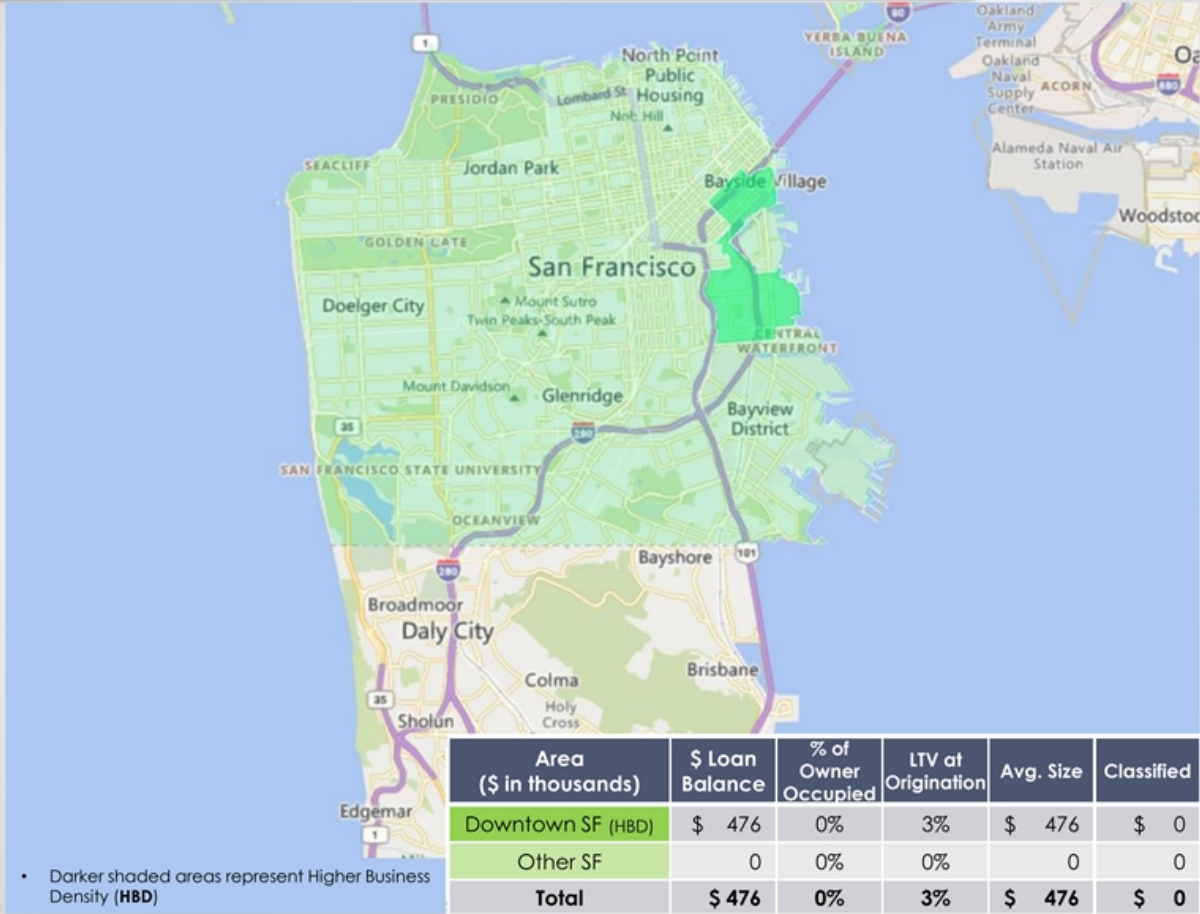 1
80
Oakland
Army
Terminal
YERBA BUENA
ISLAND
North Point
Public
Housing
Oakland
Naval
Supply
Center
ACORN
880
PRESIDIO
Lombard St
Nob Hill
Alameda Naval Air
Station
SEACLIFF
Jordan Park
Bayside Village
GOLDEN GATE
San Francisco
Doelger City
Mount Sutro
Twin Peaks-South Peak
CENTRAL
WATERFRONT
Mount Davidson
Glenridge
Bayview
District
35
280
SAN FRANCISCO STATE UNIVERSITY
OCEANVIEW
Bayshore
101
280
Broadmoor
Daly City
Brisbane
Colma
35
Holy
Cross
Sholun
Edgemar
1
Area
($ in thousands) $ Loan
Balance % of
Owner
Occupied LTV at
Origination Avg. Size Classified
Downtown SF (HBD) $ 476 0% 3% $ 476 $ 0
Other SF 0 0% 0% 0 0
Total $ 476 0% 3% $ 476 $ 0
• Darker shaded areas represent Higher Business
Density (HBD)